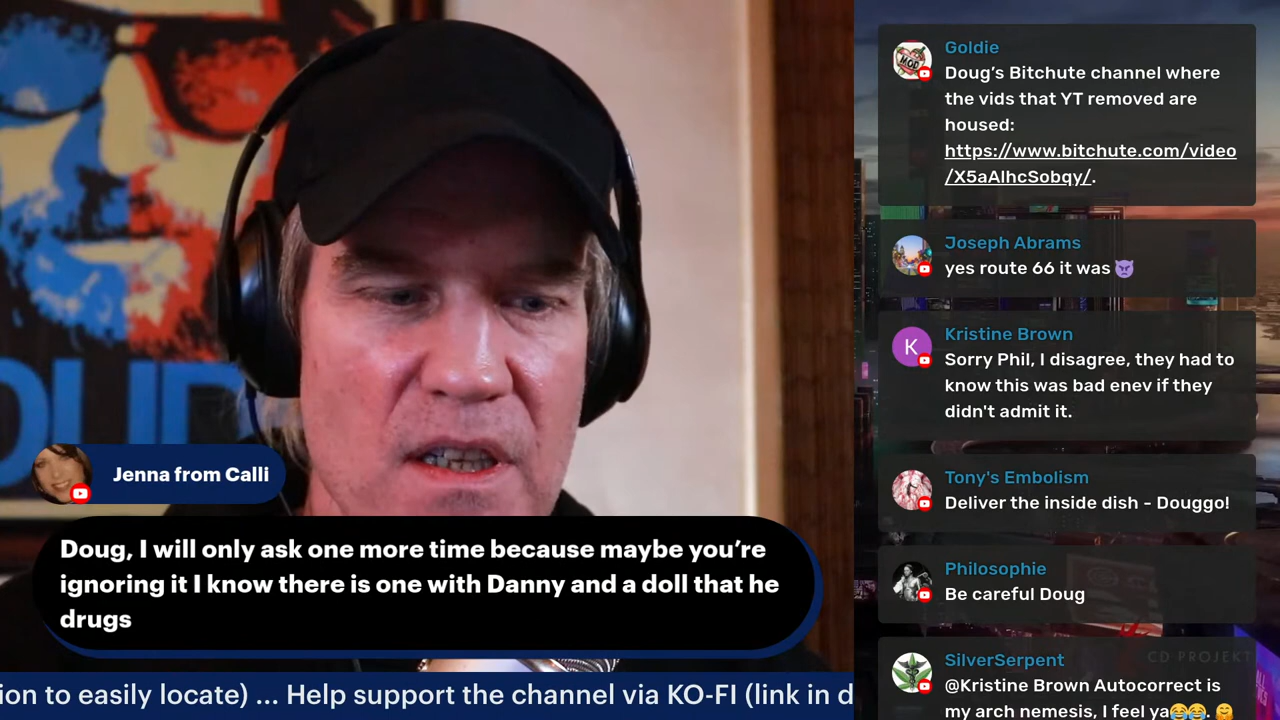 OUD
Jenna from Calli
Doug, I will only ask one more time because maybe you’re
ignoring it I know there is one with Danny and a doll that he
drugs
ion to easily locate) ... Help support the channel via KO-FI (link in d
Goldie
Doug’s Bitchute channel where
the vids that YT removed are
housed:
https://www.bitchute.com/video
/X5aAlhcSobqy/.
Joseph Abrams
yes route 66 it was 😈
Kristine Brown
K
Sorry Phil, I disagree, they had to
know this was bad enev if they
didn't admit it.
Tony's Embolism
Deliver the inside dish - Douggo!
Philosophie
Be careful Doug
SilverSerpent
@Kristine Brown Autocorrect is
my arch nemesis, I feel ya😂😂. 🤗
CD PROJEKT
MOD